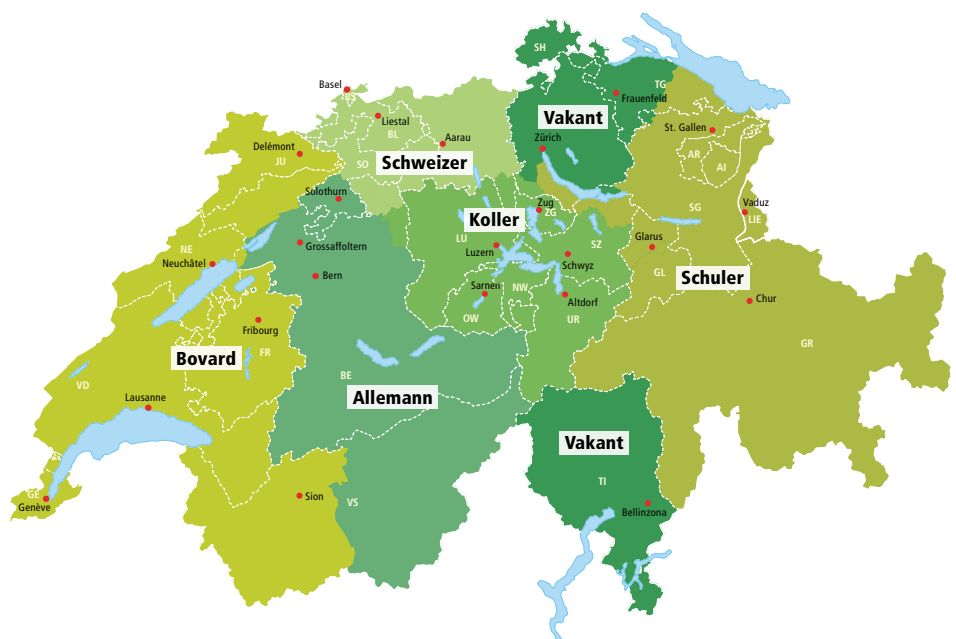 SH
Basel
BS
TG
Frauenfeld
Liestal
Vakant
BL
St. Gallen
Aarau
Zürich
Delémont
JU
Schweizer
SO
AR
AI
Solothurn
Zug
ZG
Vaduz
LIE
SG
Koller
LU
SZ
Grossaffoltern
Luzern
Glarus
NE
Neuchâtel
Schwyz
GL
Schuler
Bern
Sarnen
NW
Altdorf
Chur
OW
UR
Fribourg
FR
GR
Bovard
VD
BE
Lausanne
Allemann
Vakant
TI
GE
Genève
Sion
VS
Bellinzona